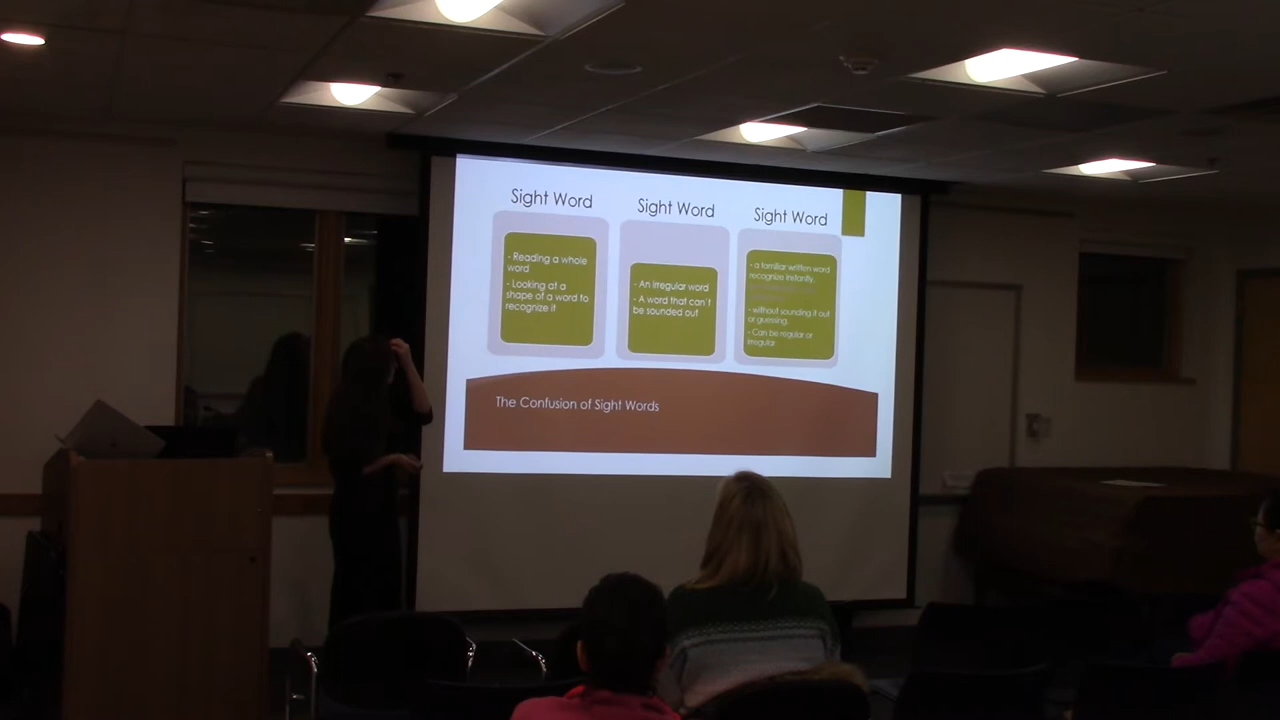 Sight Word
- Reading a whole
word
- Looking at a
shape of a word to
recognize it
Sight Word
- An irregular word
- A word that can't
be sounded out
Sight Word
- a familiar written word
recognize instantly.
- without sounding it out
or guessing.
- Can be regular or
irregular
The Confusion of Sight Words